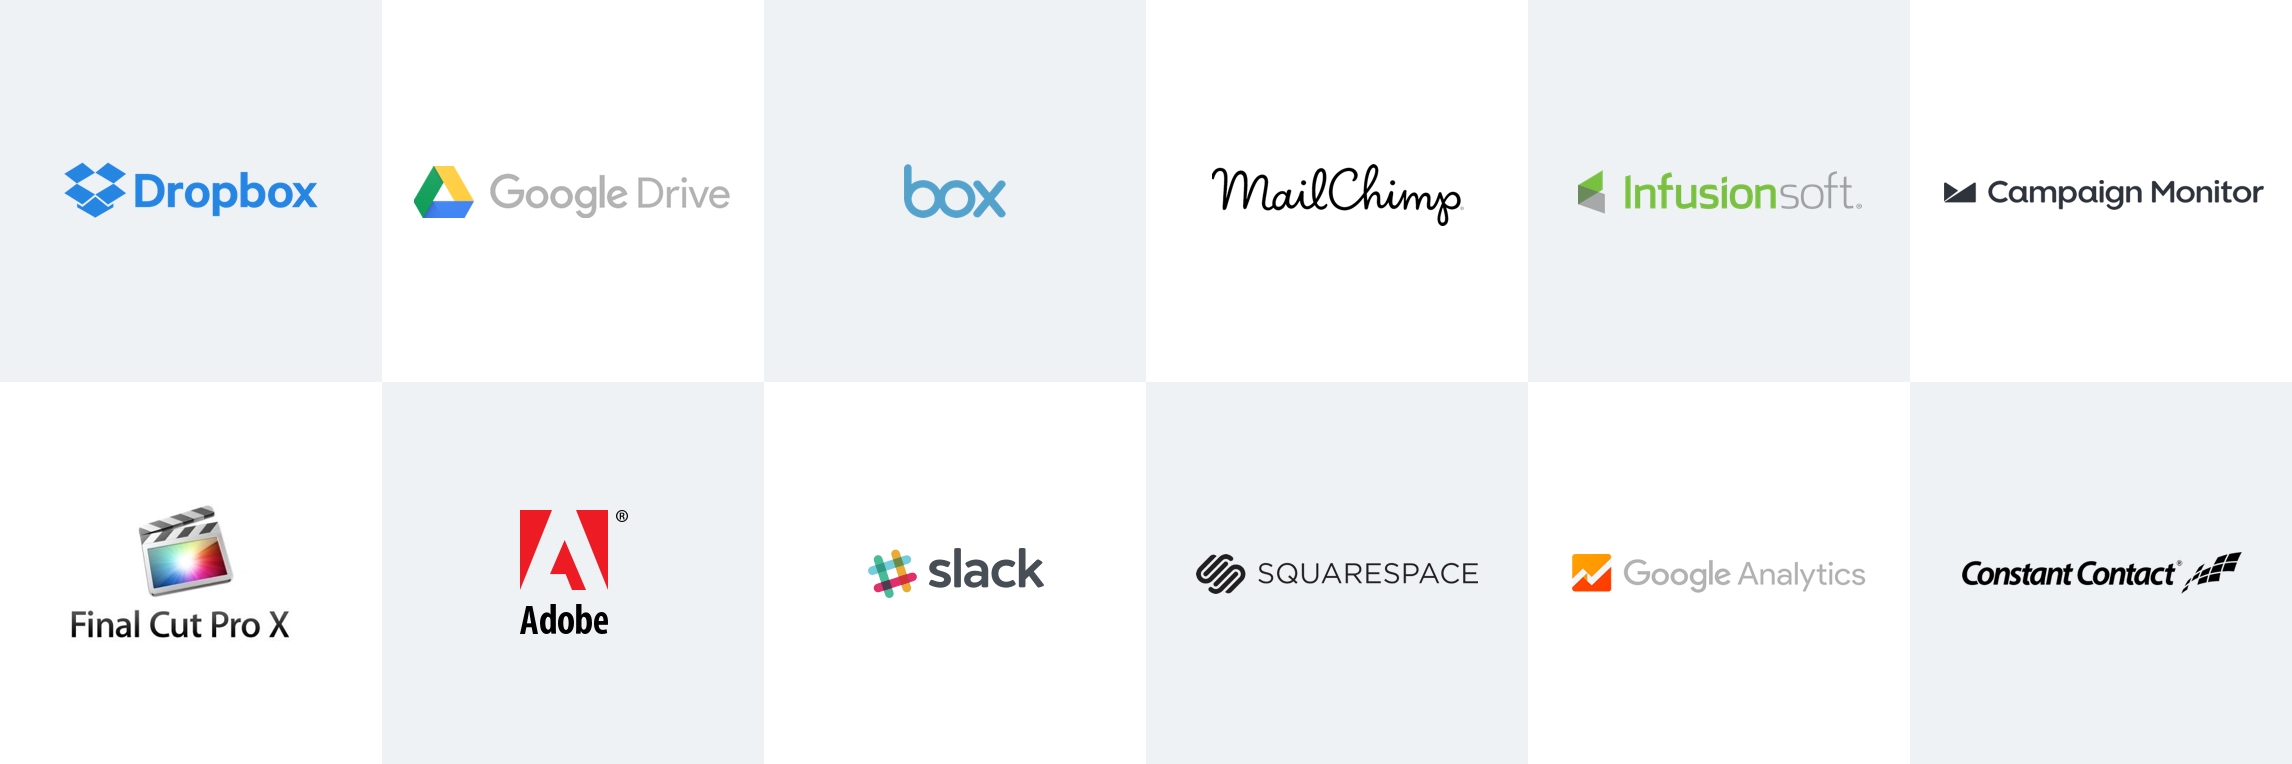 Dropbox
Google Drive
box
MailChimp
Infusionsoft®
Campaign Monitor
Final Cut Pro X
Adobe®
slack
SQUARESPACE
Google Analytics
Constant Contact®